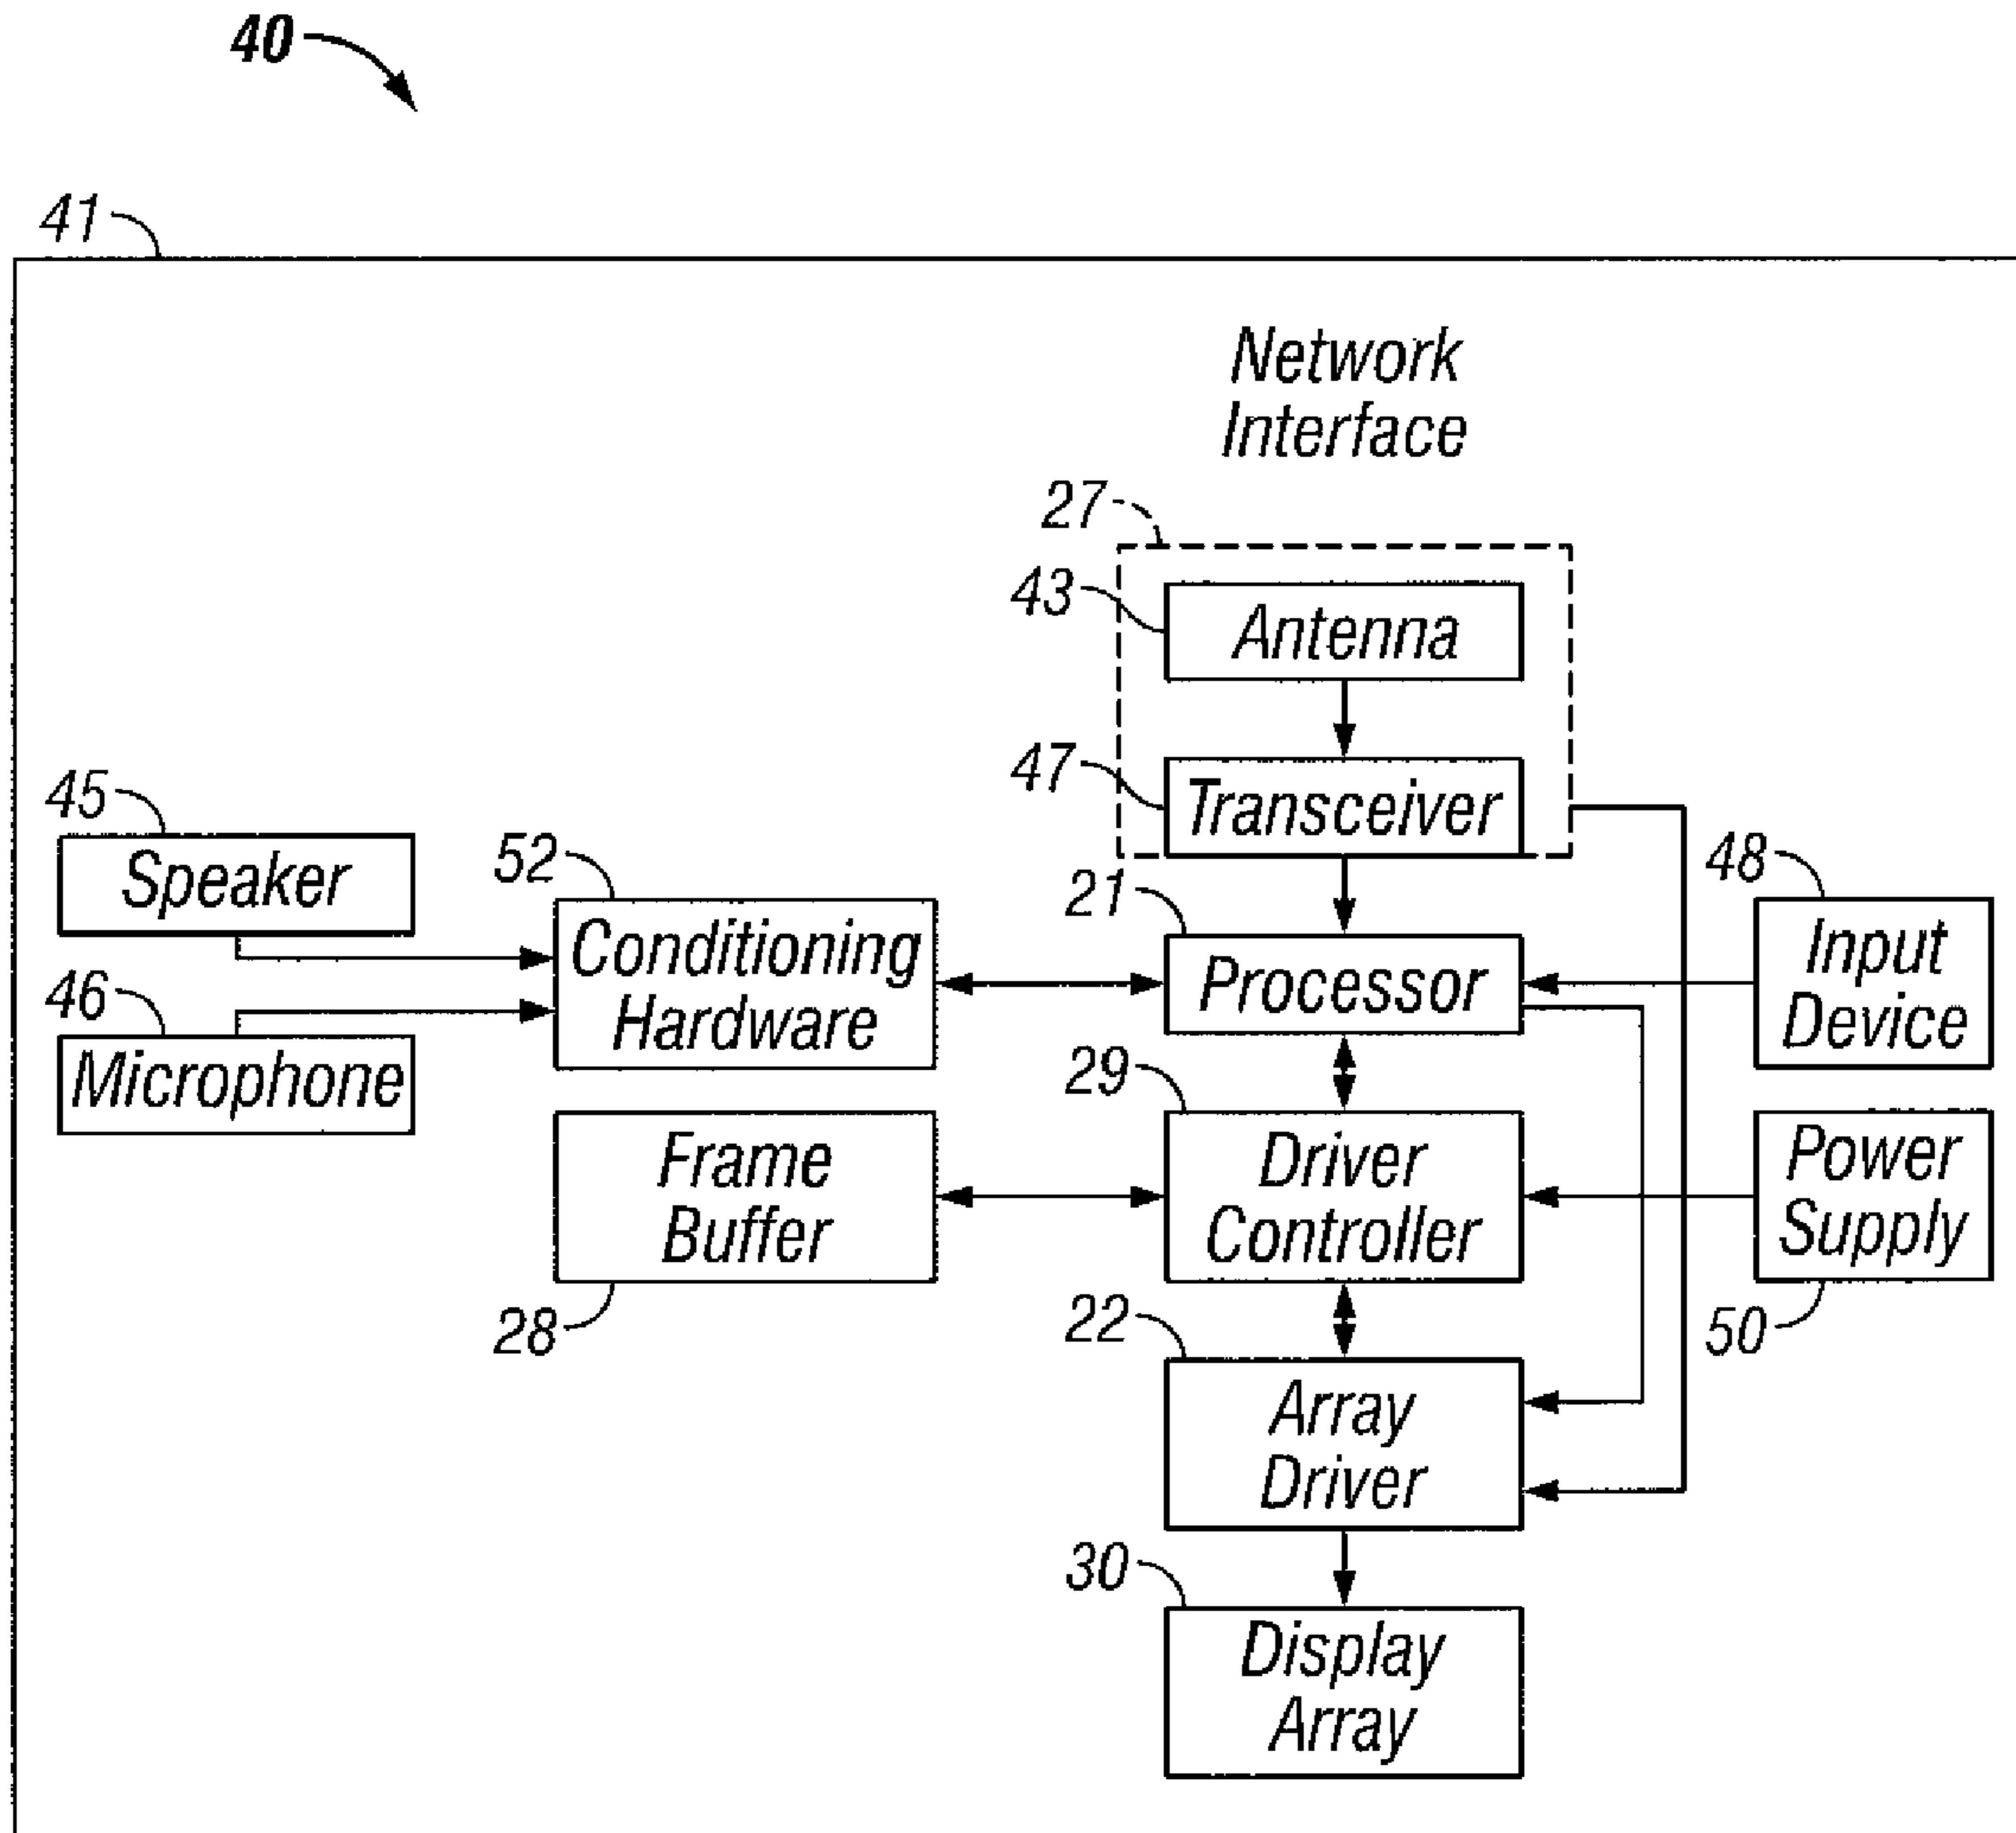 40
41
Network
Interface
27
43
Antenna
47
Transceiver
45
Speaker
52
Conditioning
Hardware
21
Processor
48
Input
Device
46
Microphone
29
Driver
Controller
Frame
Buffer
28
Power
Supply
50
22
Array
Driver
30
Display
Array